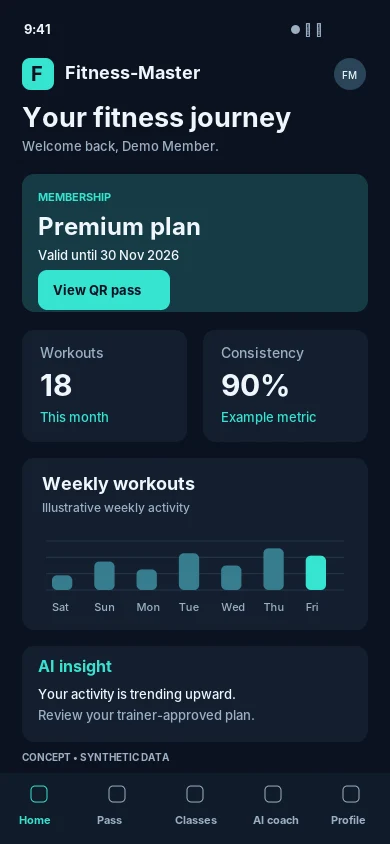 9:41
F Fitness-Master FM
Your fitness journey
Welcome back, Demo Member.
MEMBERSHIP
Premium plan
Valid until 30 Nov 2026
View QR pass
Workouts
18
This month
Consistency
90%
Example metric
Weekly workouts
Illustrative weekly activity
Sat Sun Mon Tue Wed Thu Fri
AI insight
Your activity is trending upward.
Review your trainer-approved plan.
CONCEPT • SYNTHETIC DATA
Home Pass Classes AI coach Profile